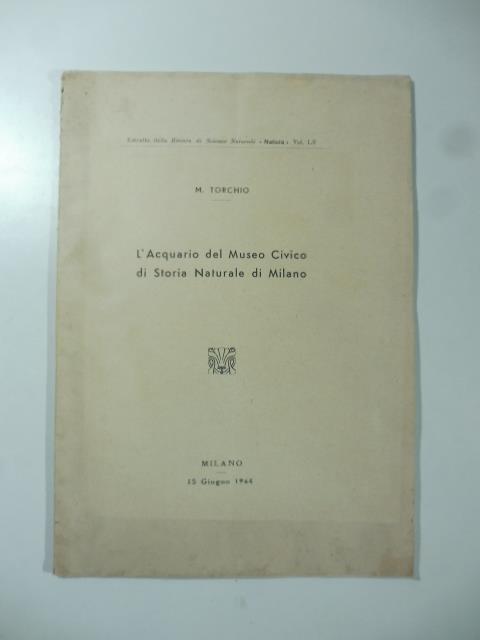 Estratto dalla Rivista di Scienze Naturali « Natura » Vol. LV
M. TORCHIO
L'Acquario del Museo Civico
di Storia Naturale di Milano
MILANO
15 Giugno 1964